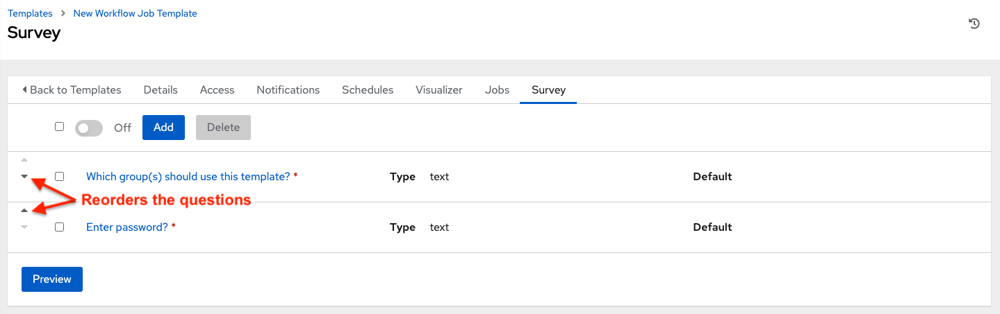 Templates New Workflow Job Template
Survey
Back to Templates Details Access Notifications Schedules Visualizer Jobs Survey
Off Add Delete
Which group(s) should use this template? * Type text Default
Reorders the questions
Enter password? * Type text Default
Preview